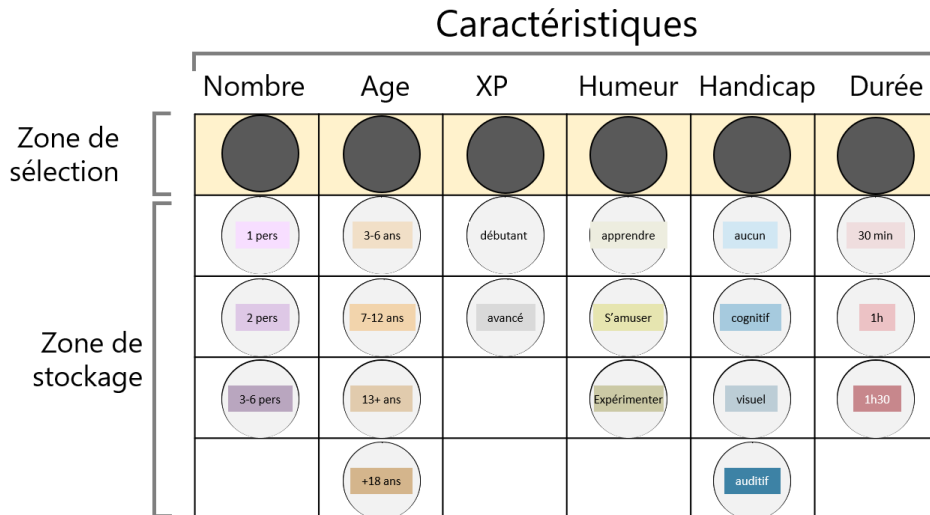 Caractéristiques
Nombre Age XP Humeur Handicap Durée
Zone de
sélection
1 pers 3-6 ans débutant apprendre aucun 30 min
2 pers 7-12 ans avancé S'amuser cognitif 1h
Zone de
stockage
3-6 pers 13+ ans Expérimenter visuel 1h30
+18 ans auditif